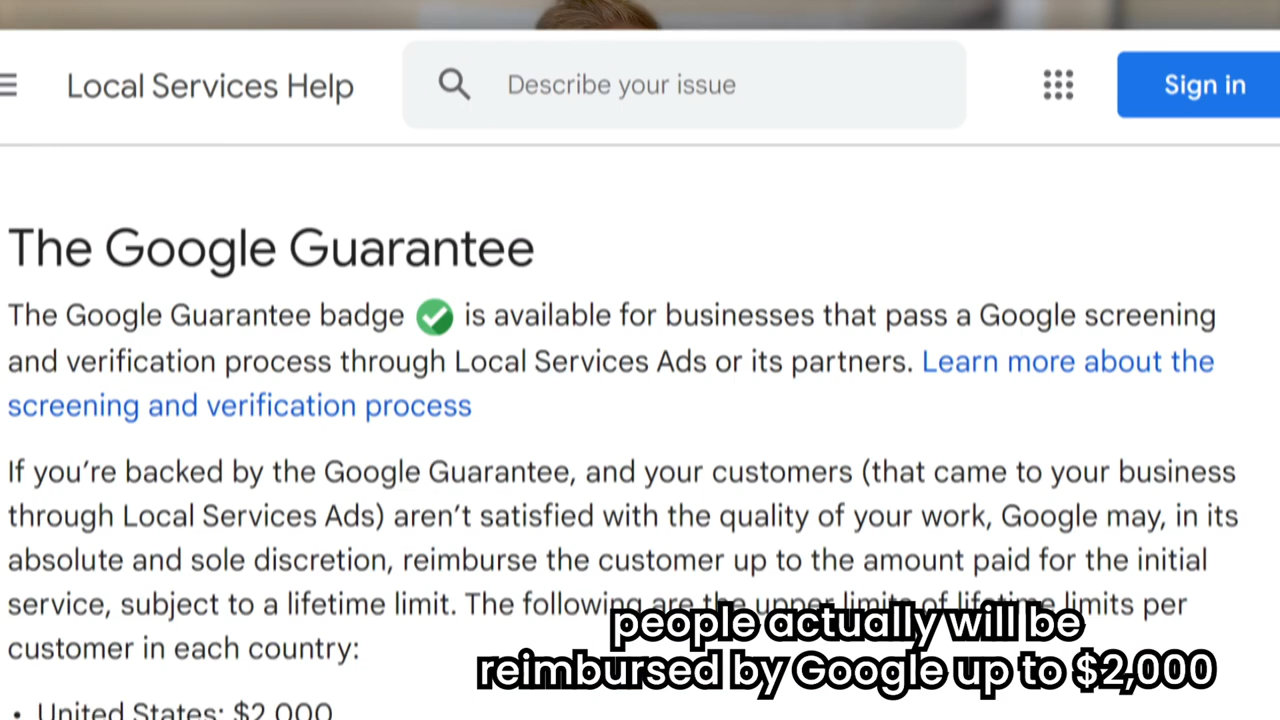 Local Services Help
Describe your issue
Sign in
The Google Guarantee
The Google Guarantee badge is available for businesses that pass a Google screening
and verification process through Local Services Ads or its partners. Learn more about the
screening and verification process
If you’re backed by the Google Guarantee, and your customers (that came to your business
through Local Services Ads) aren’t satisfied with the quality of your work, Google may, in its
absolute and sole discretion, reimburse the customer up to the amount paid for the initial
service, subject to a lifetime limit. The following are the upper limits of lifetime limits per
customer in each country:
people actually will be
reimbursed by Google up to $2,000
• United States: $2,000